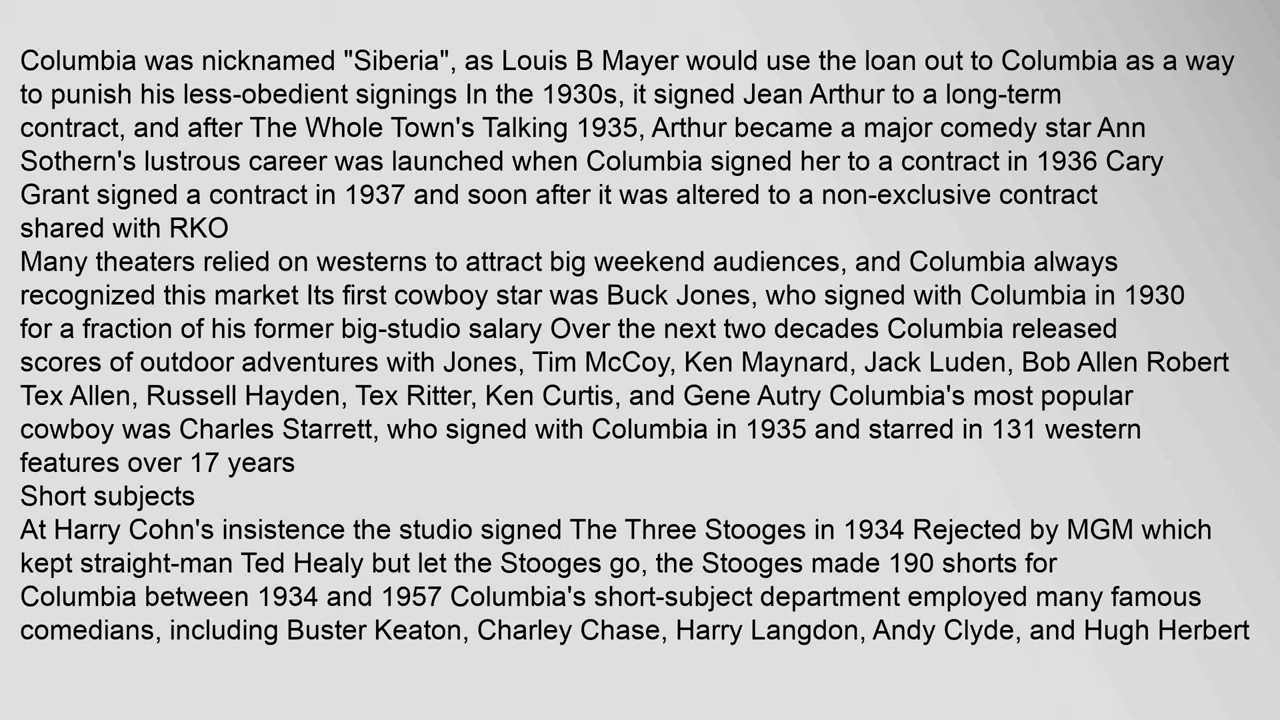 Columbia was nicknamed "Siberia", as Louis B Mayer would use the loan out to Columbia as a way
to punish his less-obedient signings In the 1930s, it signed Jean Arthur to a long-term
contract, and after The Whole Town's Talking 1935, Arthur became a major comedy star Ann
Sothern's lustrous career was launched when Columbia signed her to a contract in 1936 Cary
Grant signed a contract in 1937 and soon after it was altered to a non-exclusive contract
shared with RKO
Many theaters relied on westerns to attract big weekend audiences, and Columbia always
recognized this market Its first cowboy star was Buck Jones, who signed with Columbia in 1930
for a fraction of his former big-studio salary Over the next two decades Columbia released
scores of outdoor adventures with Jones, Tim McCoy, Ken Maynard, Jack Luden, Bob Allen Robert
Tex Allen, Russell Hayden, Tex Ritter, Ken Curtis, and Gene Autry Columbia's most popular
cowboy was Charles Starrett, who signed with Columbia in 1935 and starred in 131 western
features over 17 years
Short subjects
At Harry Cohn's insistence the studio signed The Three Stooges in 1934 Rejected by MGM which
kept straight-man Ted Healy but let the Stooges go, the Stooges made 190 shorts for
Columbia between 1934 and 1957 Columbia's short-subject department employed many famous
comedians, including Buster Keaton, Charley Chase, Harry Langdon, Andy Clyde, and Hugh Herbert